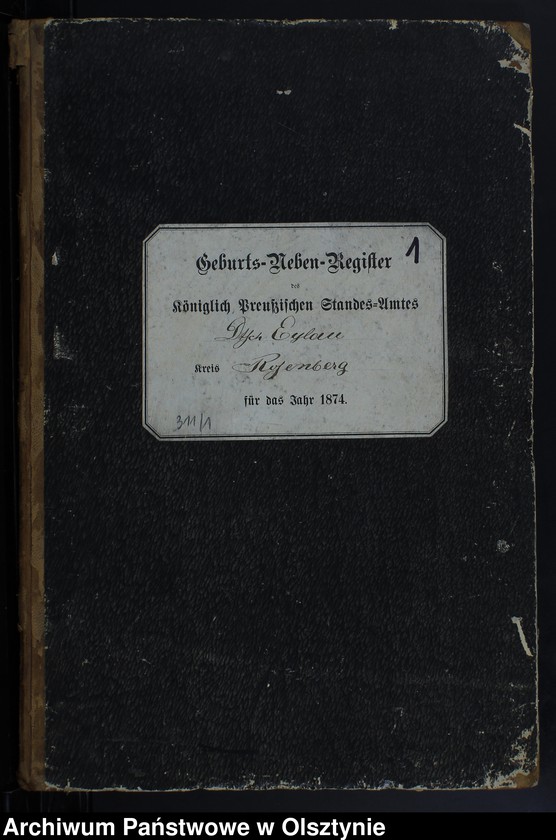 1
Geburts-Neben-Register
des
Königlich Preußischen Standes-Amtes
Dtsch Eylau
Kreis Rosenberg
für das Jahr 1874.
311/1
Archiwum Państwowe w Olsztynie